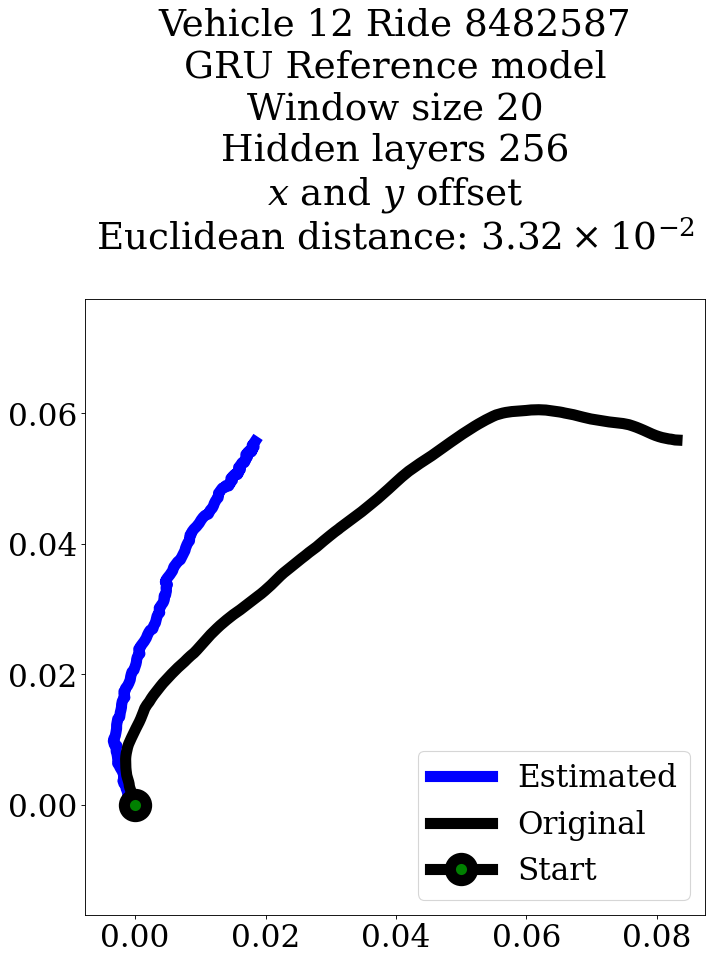 Vehicle 12 Ride 8482587
GRU Reference model
Window size 20
Hidden layers 256
x and y offset
Euclidean distance: 3.32 × 10⁻²
0.06
0.04
0.02
0.00
Estimated
Original
Start
0.00 0.02 0.04 0.06 0.08